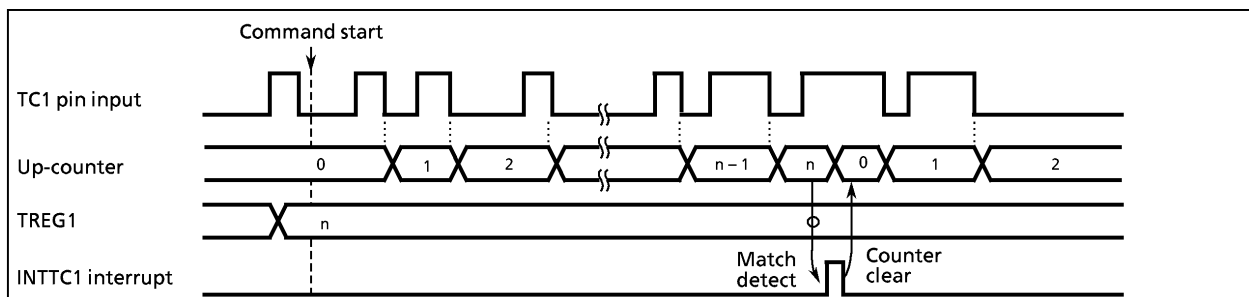 Command start
TC1 pin input
Up-counter
0
1
2
n – 1
n
0
1
2
TREG1
n
Match
detect
Counter
clear
INTTC1 interrupt